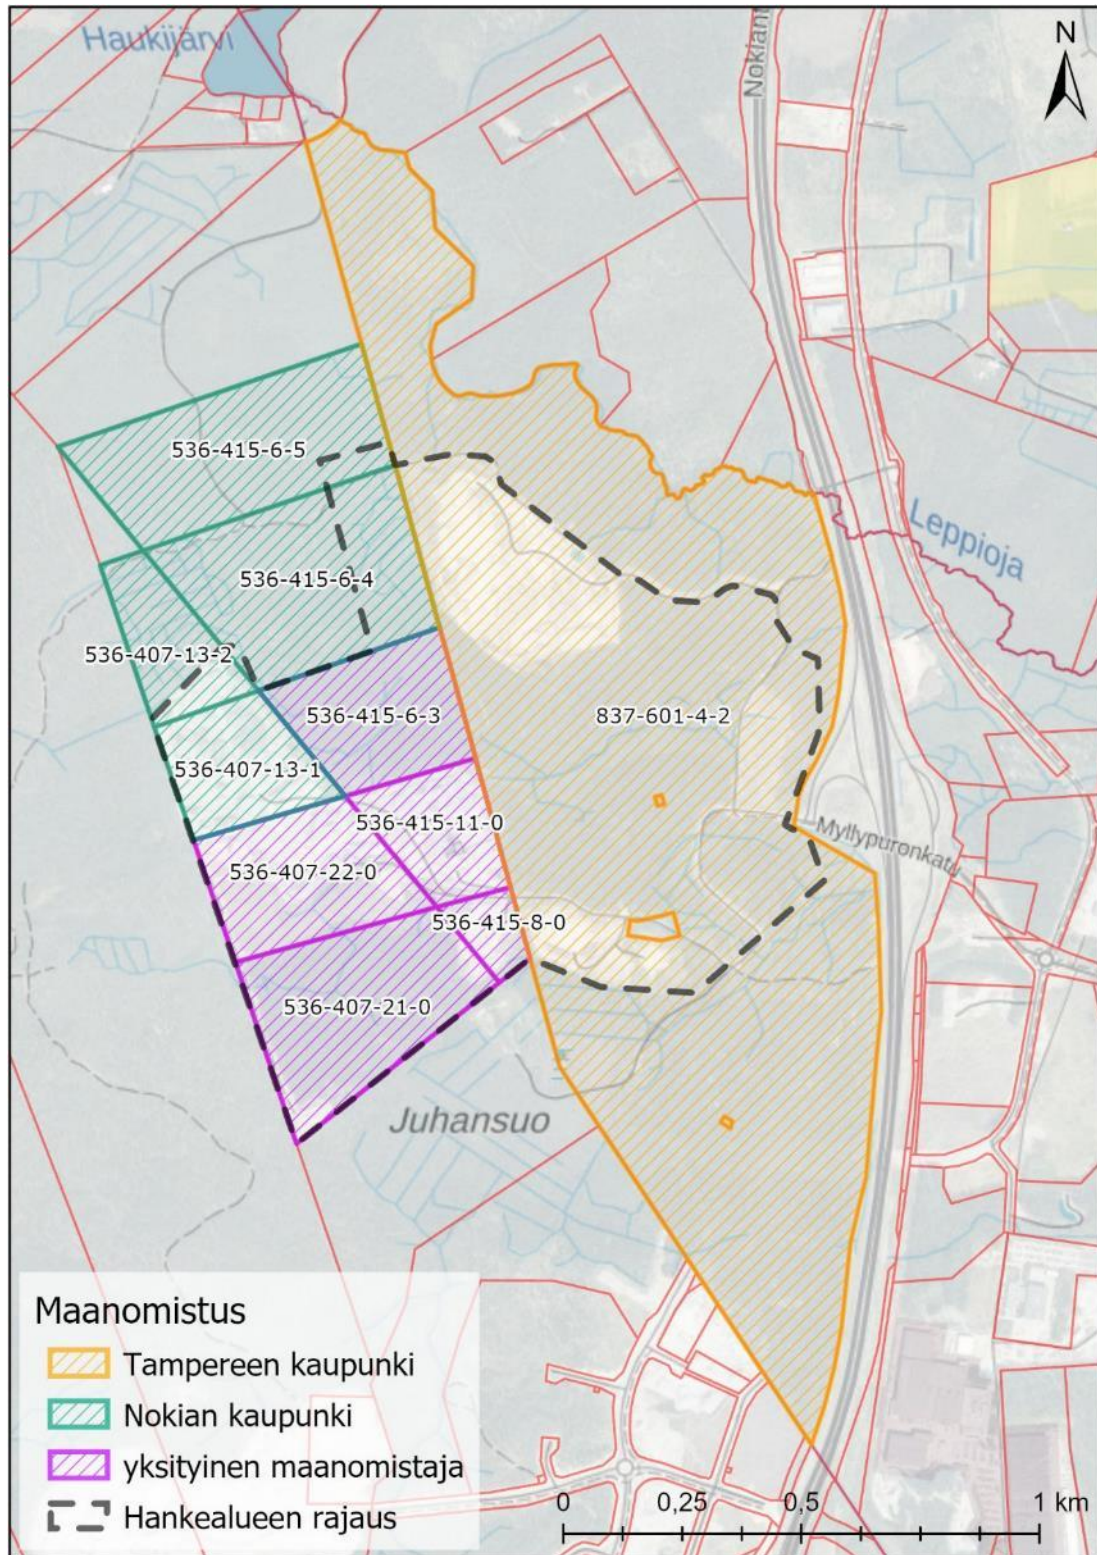 Haukijärvi
Nokiant
N
536-415-6-5
Leppioja
536-415-6-4
536-407-13-2
536-415-6-3
837-601-4-2
536-407-13-1
536-415-11-0
Myllypuronkatu
536-407-22-0
536-415-8-0
536-407-21-0
Juhansuo
Maanomistus
Tampereen kaupunki
Nokian kaupunki
yksityinen maanomistaja
Hankealueen rajaus
0 0,25 0,5 1 km